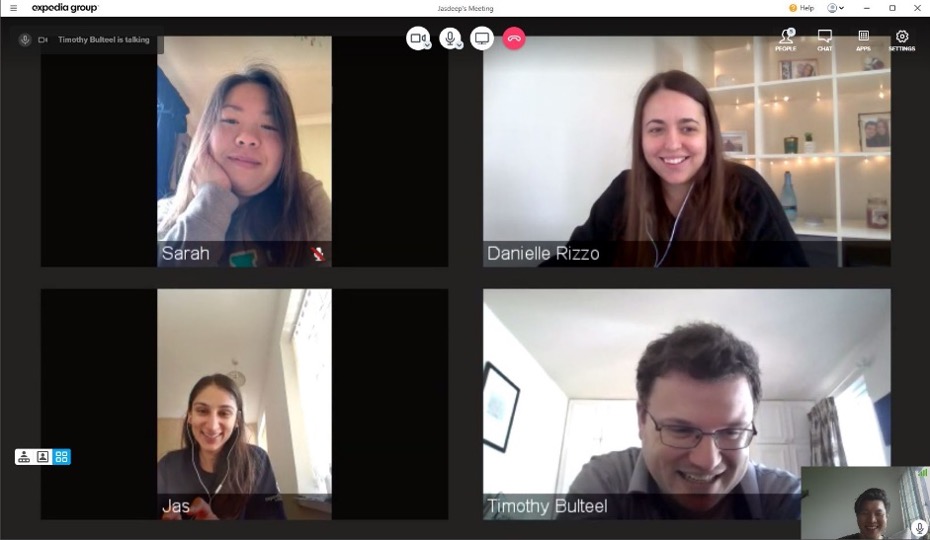 expedia group
Jasdeep's Meeting
Help
Timothy Bulteel is talking
PEOPLE
CHAT
APPS
SETTINGS
Sarah
Danielle Rizzo
Jas
Timothy Bulteel